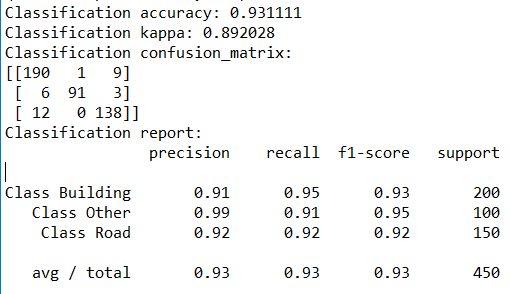 Classification accuracy: 0.931111
Classification kappa: 0.892028
Classification confusion_matrix:
[[190   1   9]
 [  6  91   3]
 [ 12   0 138]]
Classification report:
                precision    recall  f1-score   support
Class Building       0.91      0.95      0.93       200
   Class Other       0.99      0.91      0.95       100
    Class Road       0.92      0.92      0.92       150
   avg / total       0.93      0.93      0.93       450